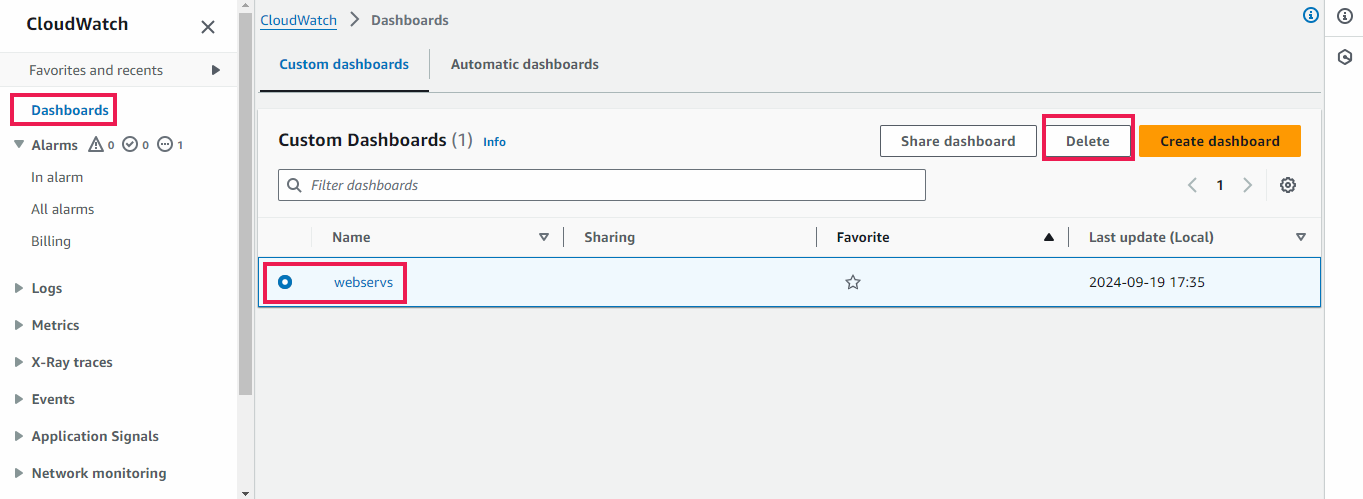 CloudWatch
Favorites and recents
Dashboards
Alarms 0 0 1
In alarm
All alarms
Billing
Logs
Metrics
X-Ray traces
Events
Application Signals
Network monitoring
CloudWatch > Dashboards
Custom dashboards Automatic dashboards
Custom Dashboards (1) Info Share dashboard Delete Create dashboard
Filter dashboards 1
Name Sharing Favorite Last update (Local)
webservs 2024-09-19 17:35